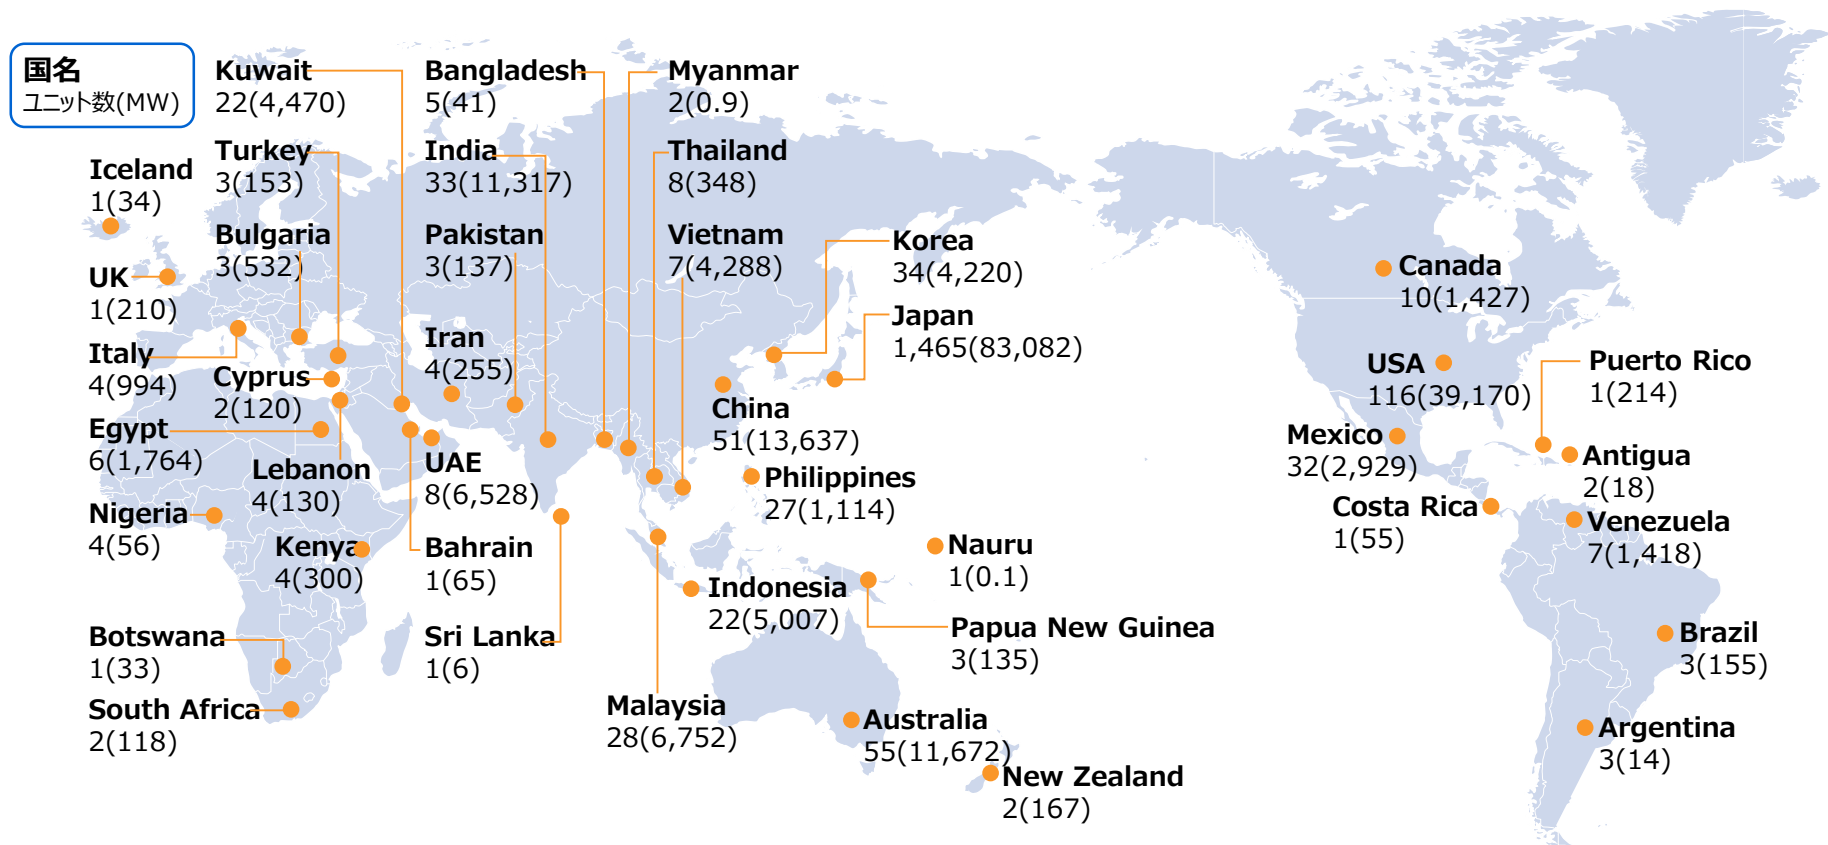 国名
ユニット数(MW)
Kuwait
22(4,470)
Bangladesh
5(41)
Myanmar
2(0.9)
Iceland
1(34)
Turkey
3(153)
India
33(11,317)
Thailand
8(348)
UK
1(210)
Bulgaria
3(532)
Pakistan
3(137)
Vietnam
7(4,288)
Korea
34(4,220)
Canada
10(1,427)
Italy
4(994)
Cyprus
2(120)
Iran
4(255)
Japan
1,465(83,082)
China
51(13,637)
USA
116(39,170)
Puerto Rico
1(214)
Egypt
6(1,764)
Lebanon
4(130)
UAE
8(6,528)
Philippines
27(1,114)
Mexico
32(2,929)
Antigua
2(18)
Nigeria
4(56)
Kenya
4(300)
Bahrain
1(65)
Nauru
1(0.1)
Costa Rica
1(55)
Venezuela
7(1,418)
Indonesia
22(5,007)
Papua New Guinea
3(135)
Botswana
1(33)
Sri Lanka
1(6)
Brazil
3(155)
South Africa
2(118)
Malaysia
28(6,752)
Australia
55(11,672)
Argentina
3(14)
New Zealand
2(167)